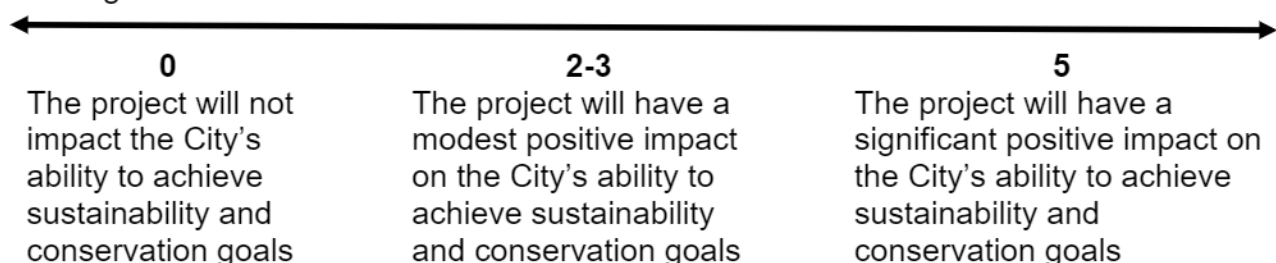 0
The project will not
impact the City's
ability to achieve
sustainability and
conservation goals
2-3
The project will have a
modest positive impact
on the City's ability to
achieve sustainability
and conservation goals
5
The project will have a
significant positive impact on
the City's ability to achieve
sustainability and
conservation goals